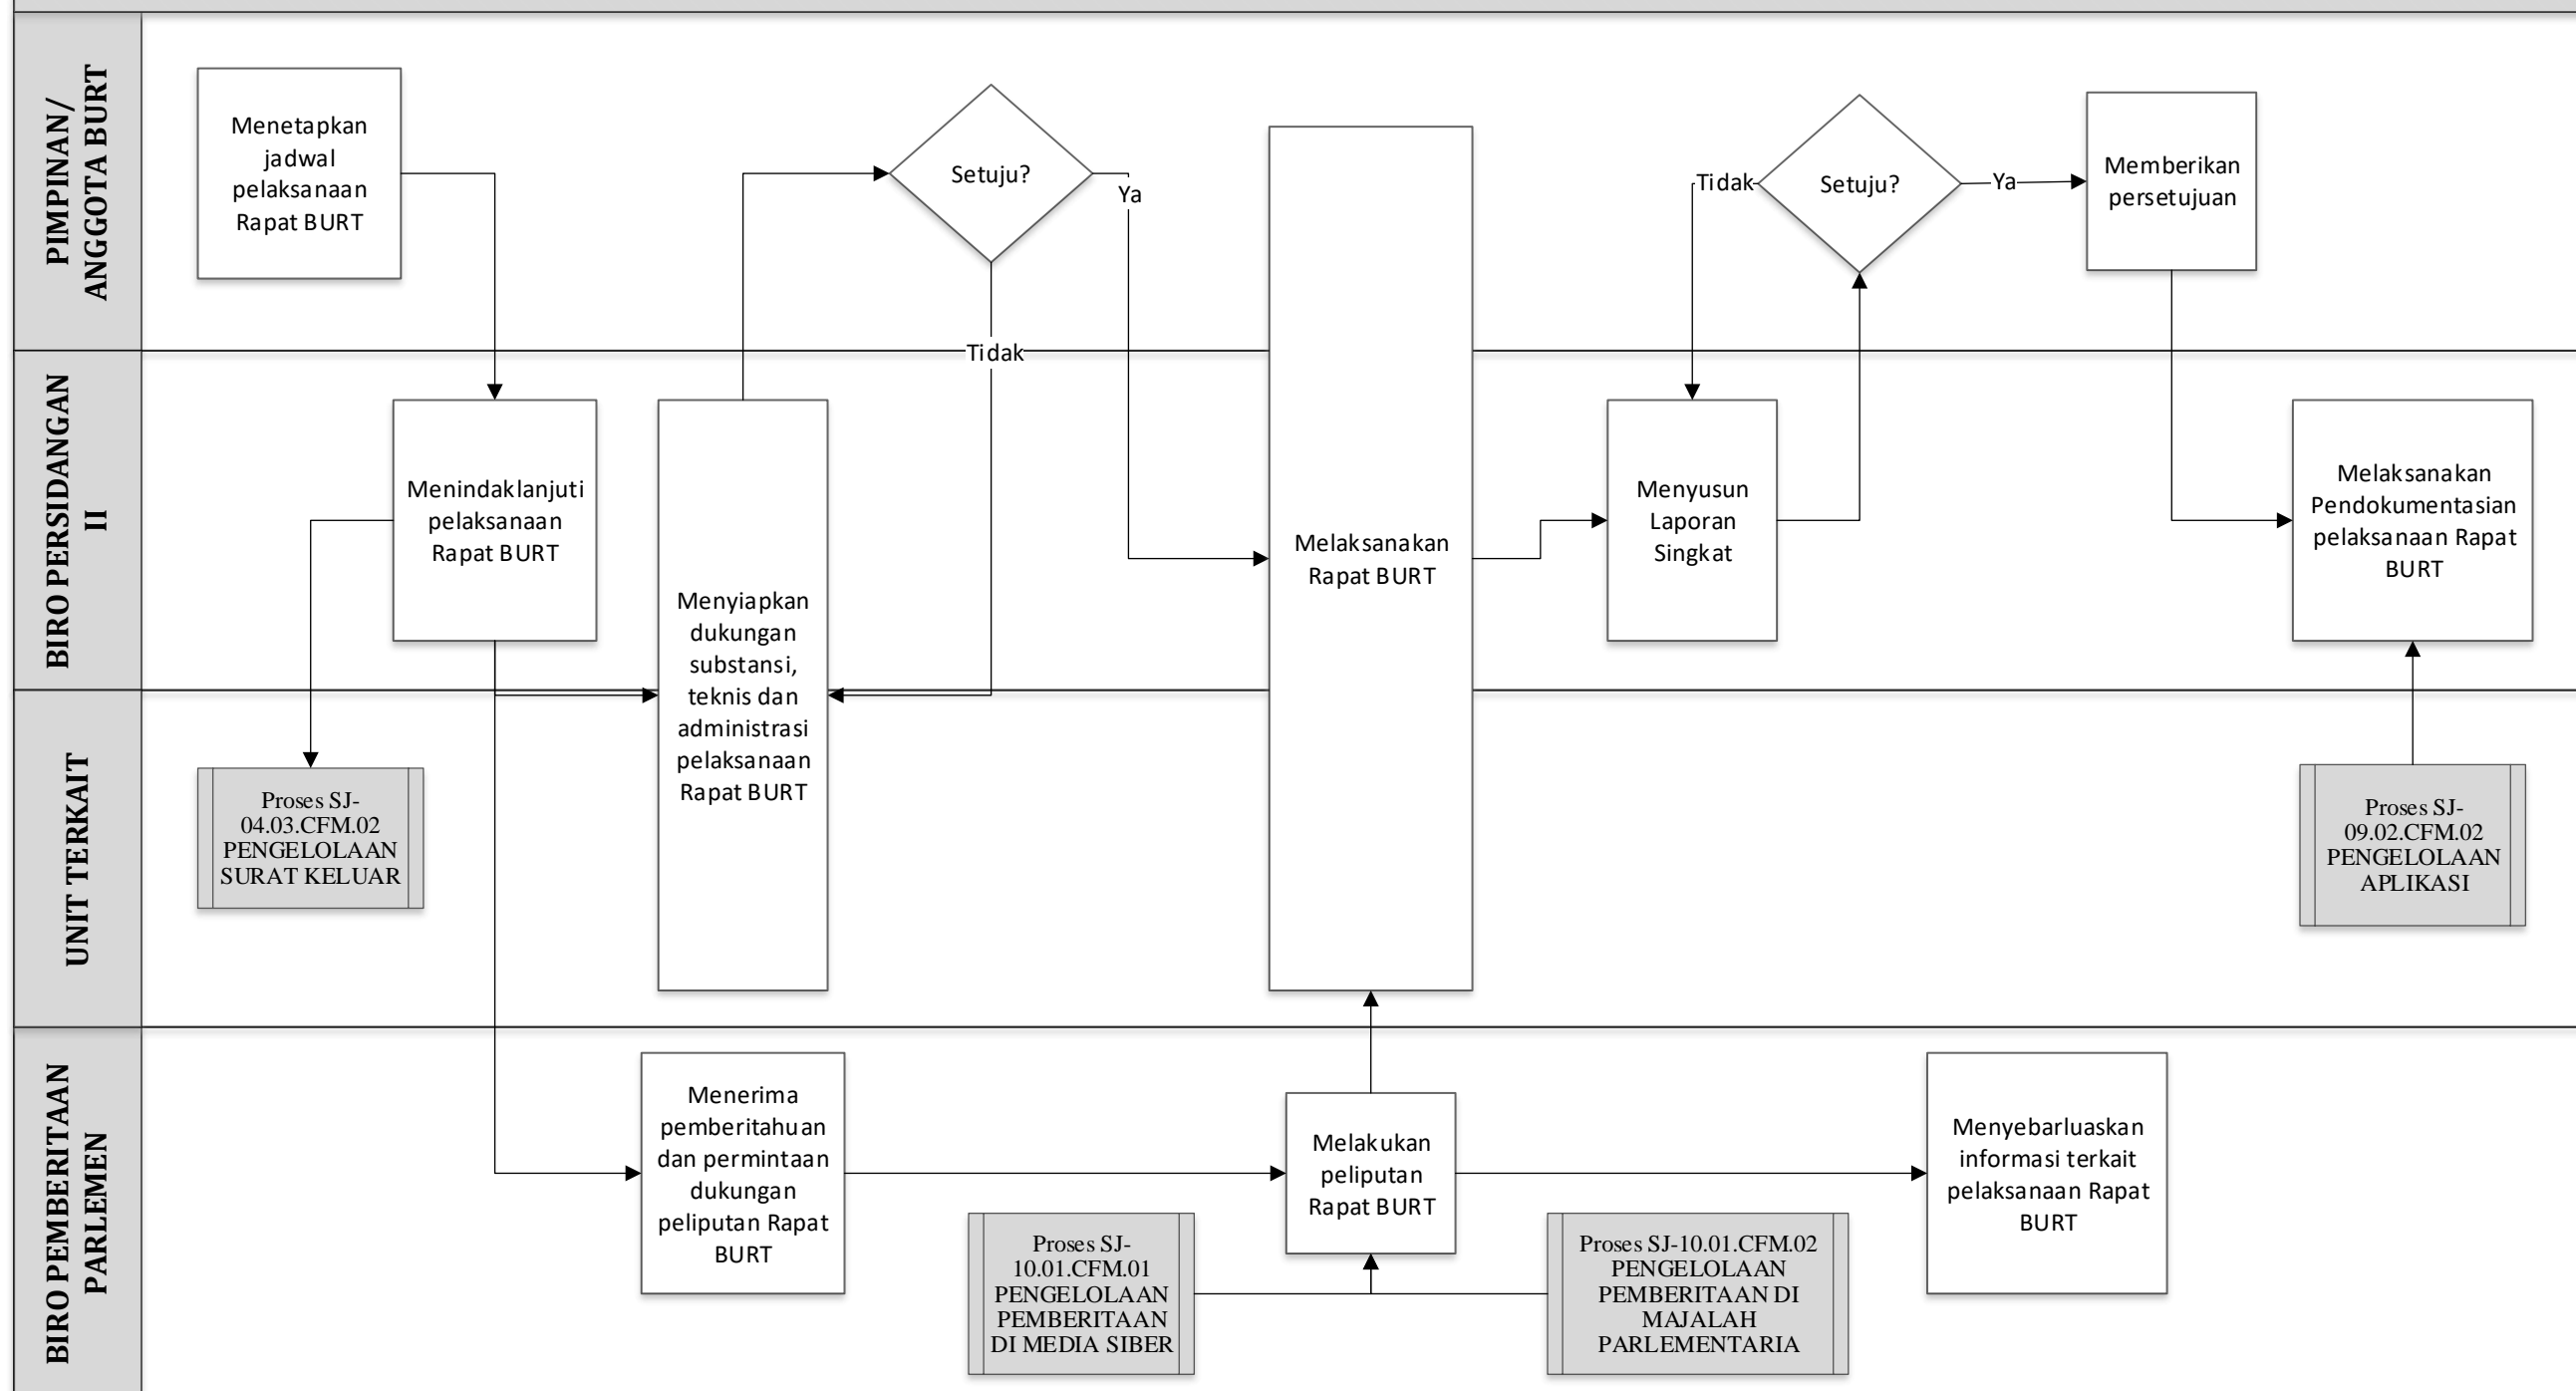 PIMPINAN/
ANGGOTA BURT
Menetapkan
jadwal
pelaksanaan
Rapat BURT
Setuju?
Ya
Tidak
Tidak
Setuju?
Ya
Memberikan
persetujuan
BIRO PERSIDANGAN
II
Menindaklanjuti
pelaksanaan
Rapat BURT
Menyiapkan
dukungan
substansi,
teknis dan
administrasi
pelaksanaan
Rapat BURT
Melaksanakan
Rapat BURT
Menyusun
Laporan
Singkat
Melaksanakan
Pendokumentasian
pelaksanaan Rapat
BURT
UNIT TERKAIT
Proses SJ-
04.03.CFM.02
PENGELOLAAN
SURAT KELUAR
Proses SJ-
09.02.CFM.02
PENGELOLAAN
APLIKASI
BIRO PEMBERITAAN
PARLEMEN
Menerima
pemberitahuan
dan permintaan
dukungan
peliputan Rapat
BURT
Melakukan
peliputan
Rapat BURT
Menyebarluaskan
informasi terkait
pelaksanaan Rapat
BURT
Proses SJ-
10.01.CFM.01
PENGELOLAAN
PEMBERITAAN
DI MEDIA SIBER
Proses SJ-10.01.CFM.02
PENGELOLAAN
PEMBERITAAN DI
MAJALAH
PARLEMENTARIA